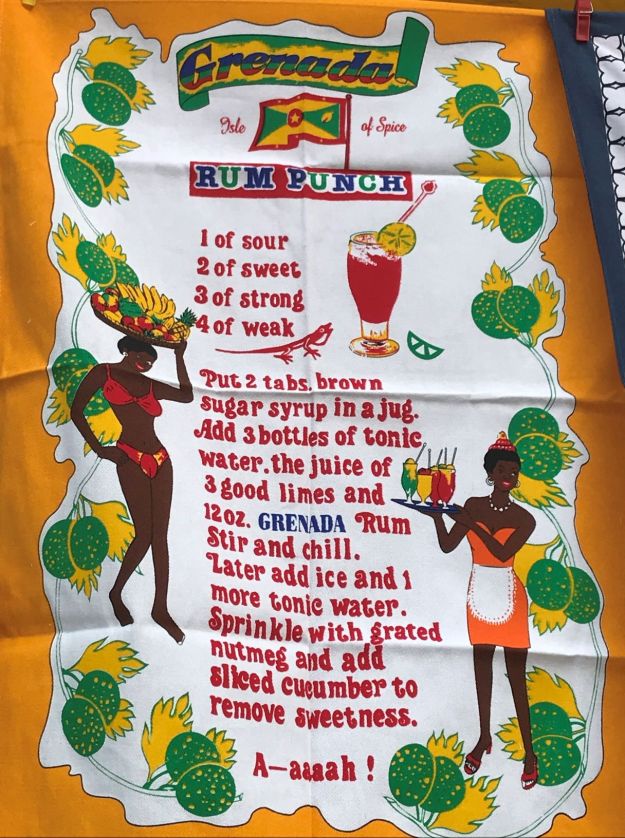 Grenada
Isle of Spice
RUM PUNCH
1 of sour
2 of sweet
3 of strong
4 of weak
Put 2 tabs. brown
sugar syrup in a jug.
Add 3 bottles of tonic
water. the juice of
3 good limes and
12 oz. GRENADA Rum
Stir and chill.
Later add ice and 1
more tonic water.
Sprinkle with grated
nutmeg and add
sliced cucumber to
remove sweetness.
A-aaaah !